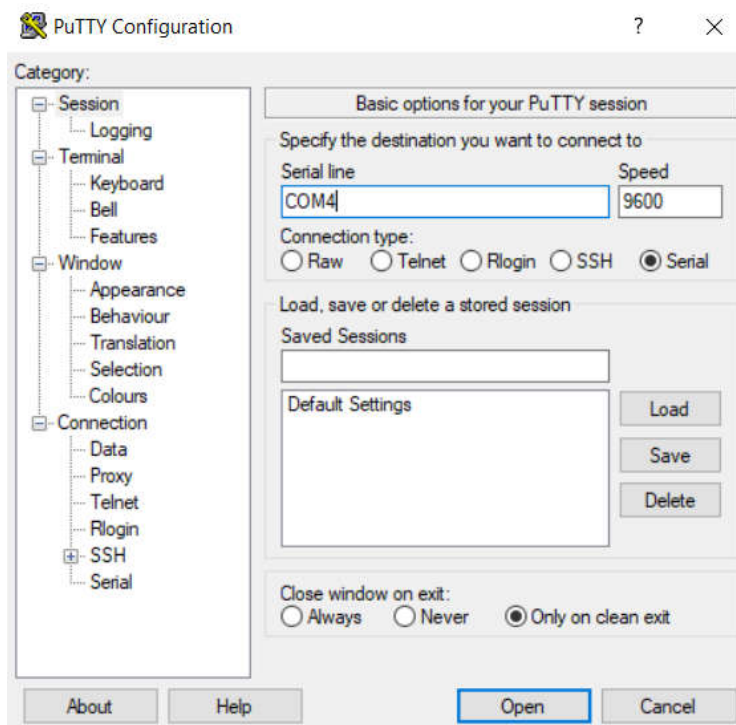 PuTTY Configuration
?
Category:
Session
Logging
Terminal
Keyboard
Bell
Features
Window
Appearance
Behaviour
Translation
Selection
Colours
Connection
Data
Proxy
Telnet
Rlogin
SSH
Serial
Basic options for your PuTTY session
Specify the destination you want to connect to
Serial line Speed
COM4 9600
Connection type:
Raw Telnet Rlogin SSH Serial
Load, save or delete a stored session
Saved Sessions
Default Settings
Load
Save
Delete
Close window on exit:
Always Never Only on clean exit
About Help Open Cancel